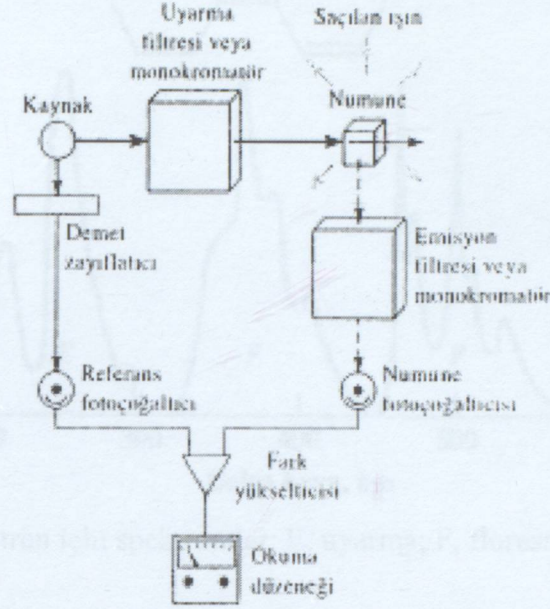 Uyarma
filtresi veya
monokromatör
Saçılan ışın
Kaynak
Numune
Demet
zayıflatıcı
Emisyon
filtresi veya
monokromatör
Referans
fotoçoğaltıcı
Numune
fotoçoğaltıcısı
Fark
yükselticisi
Okuma
düzeneği